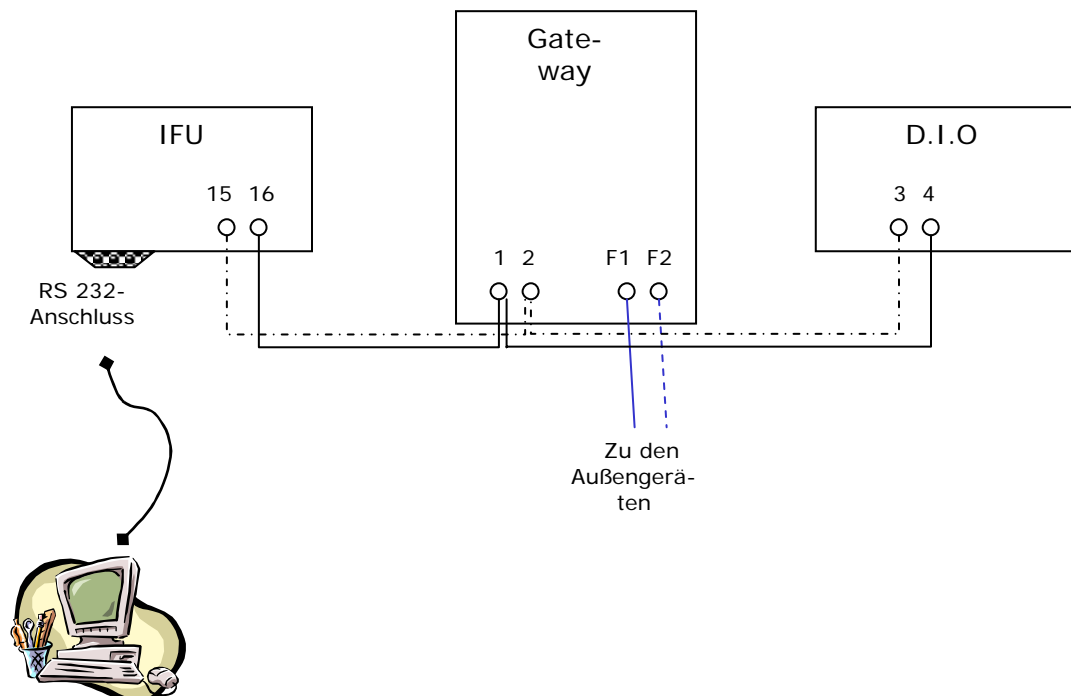 Gate-
way
IFU
D.I.O
15 16
3 4
1 2
F1 F2
RS 232-
Anschluss
Zu den
Außengerä-
ten